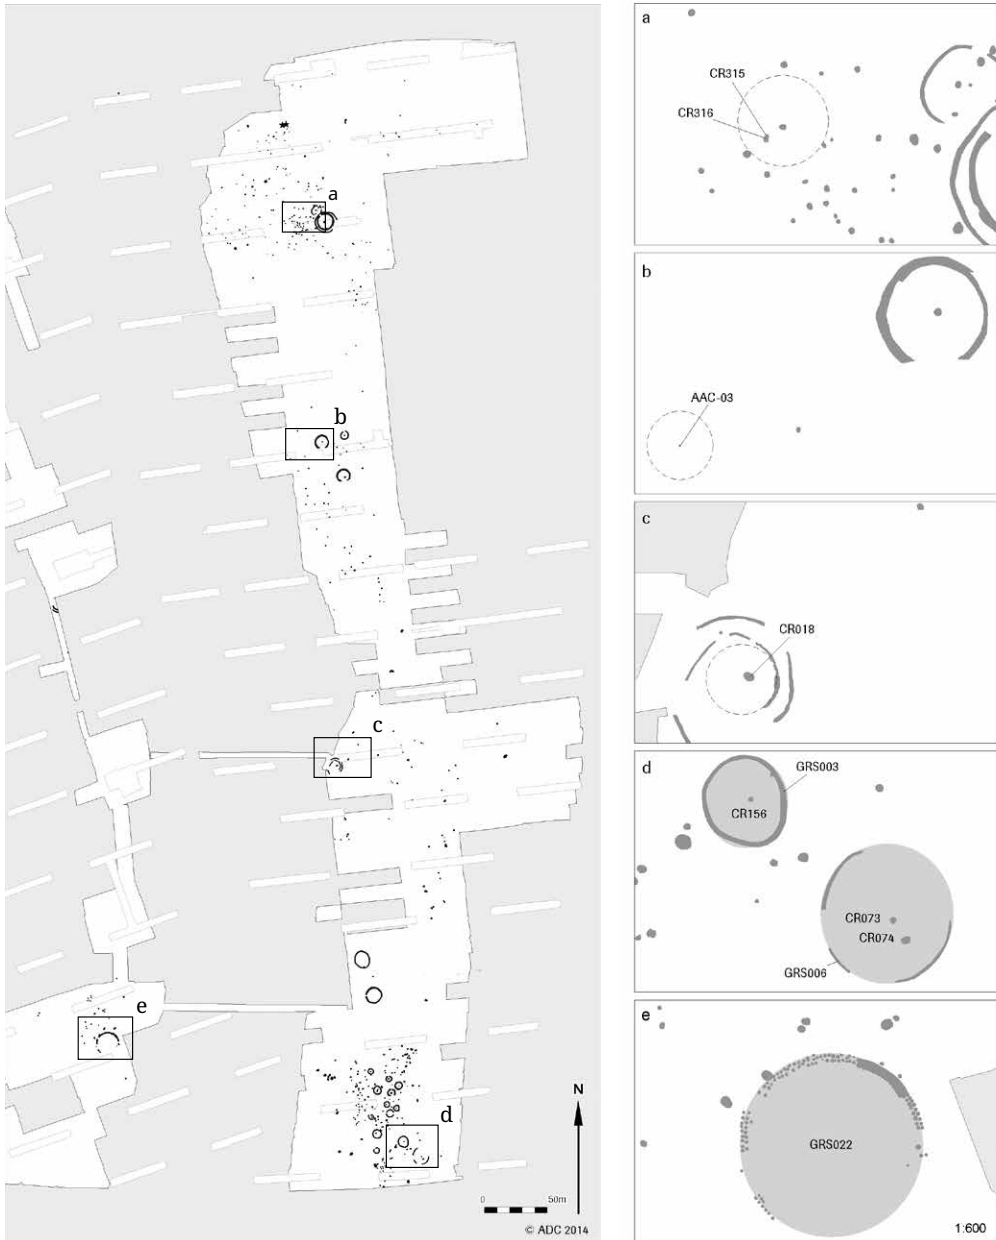 a
b
c
e
d
N
0
50m
© ADC 2014
a
CR315
CR316
b
AAC-03
c
CR018
d
GRS003
CR156
CR073
CR074
GRS006
e
GRS022
1:600